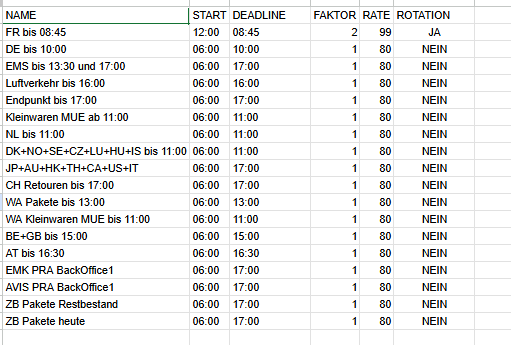 NAME START DEADLINE FAKTOR RATE ROTATION
FR bis 08:45 12:00 08:45 2 99 JA
DE bis 10:00 06:00 10:00 1 80 NEIN
EMS bis 13:30 und 17:00 06:00 17:00 1 80 NEIN
Luftverkehr bis 16:00 06:00 16:00 1 80 NEIN
Endpunkt bis 17:00 06:00 17:00 1 80 NEIN
Kleinwaren MUE ab 11:00 06:00 11:00 1 80 NEIN
NL bis 11:00 06:00 11:00 1 80 NEIN
DK+NO+SE+CZ+LU+HU+IS bis 11:00 06:00 11:00 1 80 NEIN
JP+AU+HK+TH+CA+US+IT 06:00 17:00 1 80 NEIN
CH Retouren bis 17:00 06:00 17:00 1 80 NEIN
WA Pakete bis 13:00 06:00 13:00 1 80 NEIN
WA Kleinwaren MUE bis 11:00 06:00 11:00 1 80 NEIN
BE+GB bis 15:00 06:00 15:00 1 80 NEIN
AT bis 16:30 06:00 16:30 1 80 NEIN
EMK PRA BackOffice1 06:00 17:00 1 80 NEIN
AVIS PRA BackOffice1 06:00 17:00 1 80 NEIN
ZB Pakete Restbestand 06:00 17:00 1 80 NEIN
ZB Pakete heute 06:00 17:00 1 80 NEIN